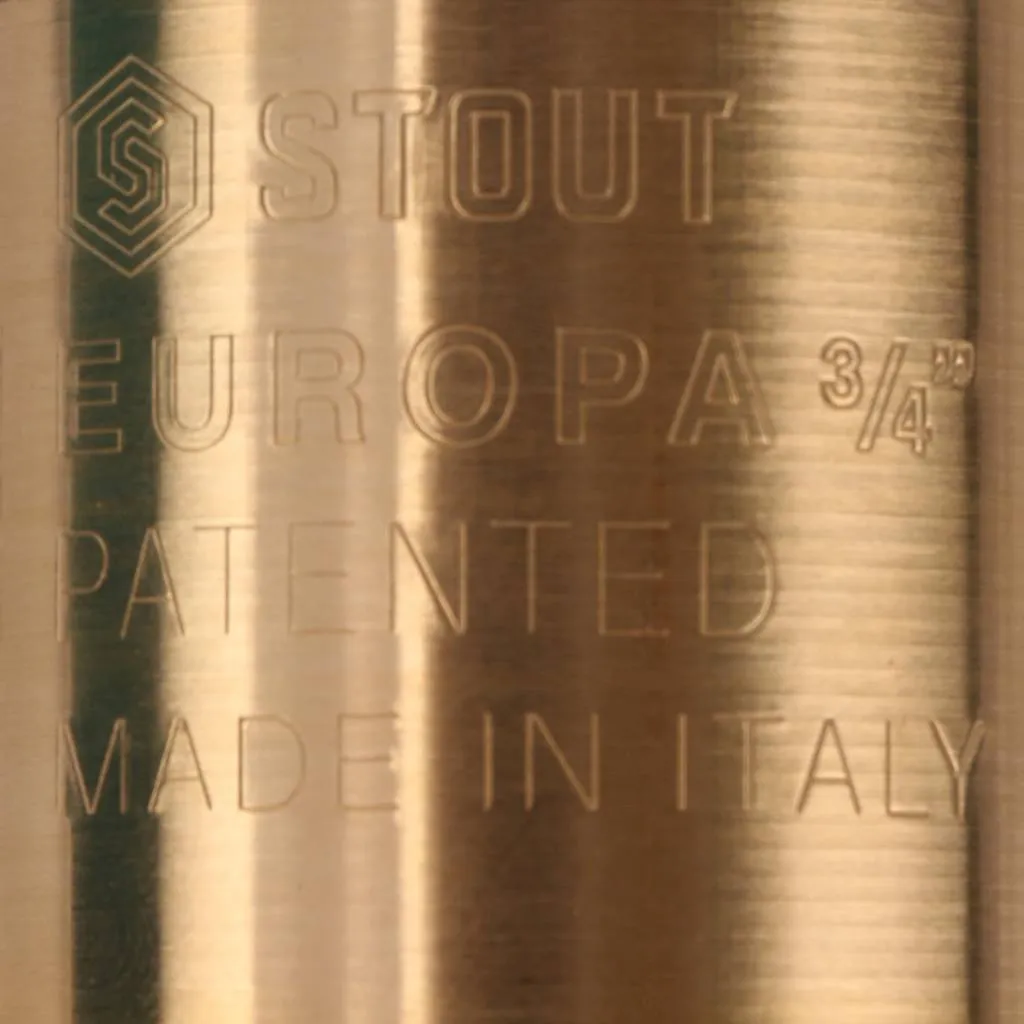 STOUT
EUROPA 3/4”
PATENTED
MADE IN ITALY